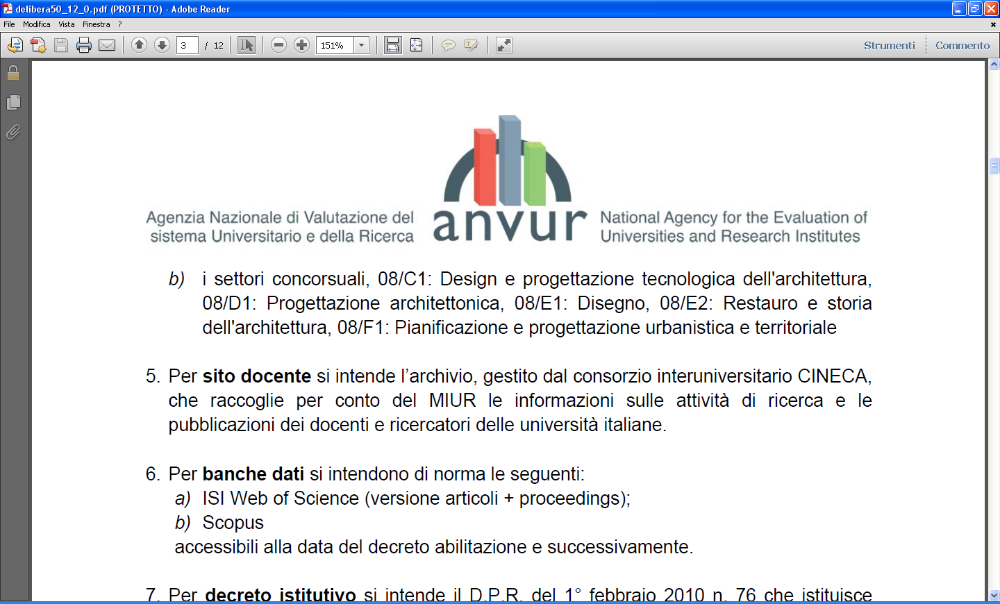 delibera50_12_0.pdf (PROTETTO) - Adobe Reader
File Modifica Vista Finestra ?
3 / 12 151% Strumenti Commento
anvur
Agenzia Nazionale di Valutazione del
sistema Universitario e della Ricerca
National Agency for the Evaluation of
Universities and Research Institutes
b) i settori concorsuali, 08/C1: Design e progettazione tecnologica dell'architettura,
08/D1: Progettazione architettonica, 08/E1: Disegno, 08/E2: Restauro e storia
dell'architettura, 08/F1: Pianificazione e progettazione urbanistica e territoriale
5. Per sito docente si intende l’archivio, gestito dal consorzio interuniversitario CINECA,
che raccoglie per conto del MIUR le informazioni sulle attività di ricerca e le
pubblicazioni dei docenti e ricercatori delle università italiane.
6. Per banche dati si intendono di norma le seguenti:
a) ISI Web of Science (versione articoli + proceedings);
b) Scopus
accessibili alla data del decreto abilitazione e successivamente.
7. Per decreto istitutivo si intende il D.P.R. del 1° febbraio 2010 n. 76 che istituisce